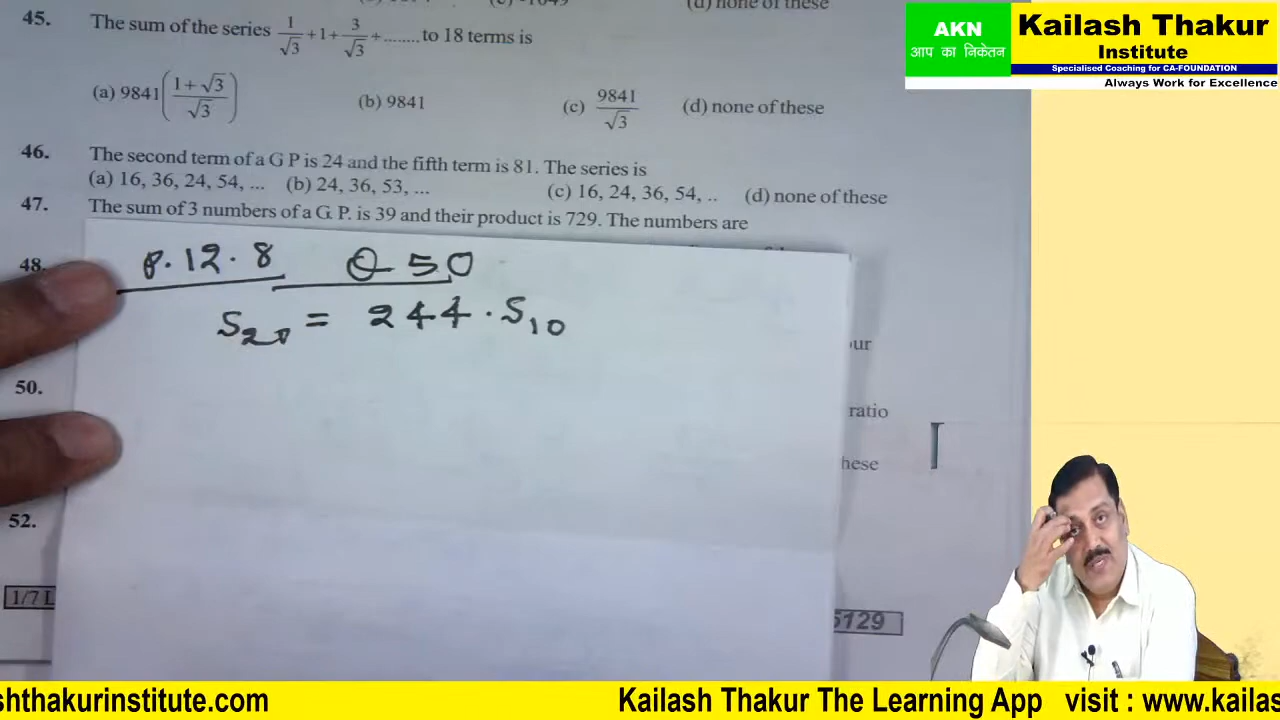 (d) none of these
45. The sum of the series 1/√3 + 1 + 3/√3 + ........ to 18 terms is
(a) 9841((1 + √3)/√3) (b) 9841 (c) 9841/√3 (d) none of these
46. The second term of a G P is 24 and the fifth term is 81. The series is
(a) 16, 36, 24, 54, ... (b) 24, 36, 53, ... (c) 16, 24, 36, 54, .. (d) none of these
47. The sum of 3 numbers of a G. P. is 39 and their product is 729. The numbers are
48.
P.12.8 Q 50
S20 = 244 . S10
50.
ratio
52.
AKN
आप का निकेतन
Kailash Thakur
Institute
Specialised Coaching for CA-FOUNDATION
Always Work for Excellence
shthakurinstitute.com Kailash Thakur The Learning App visit : www.kailas